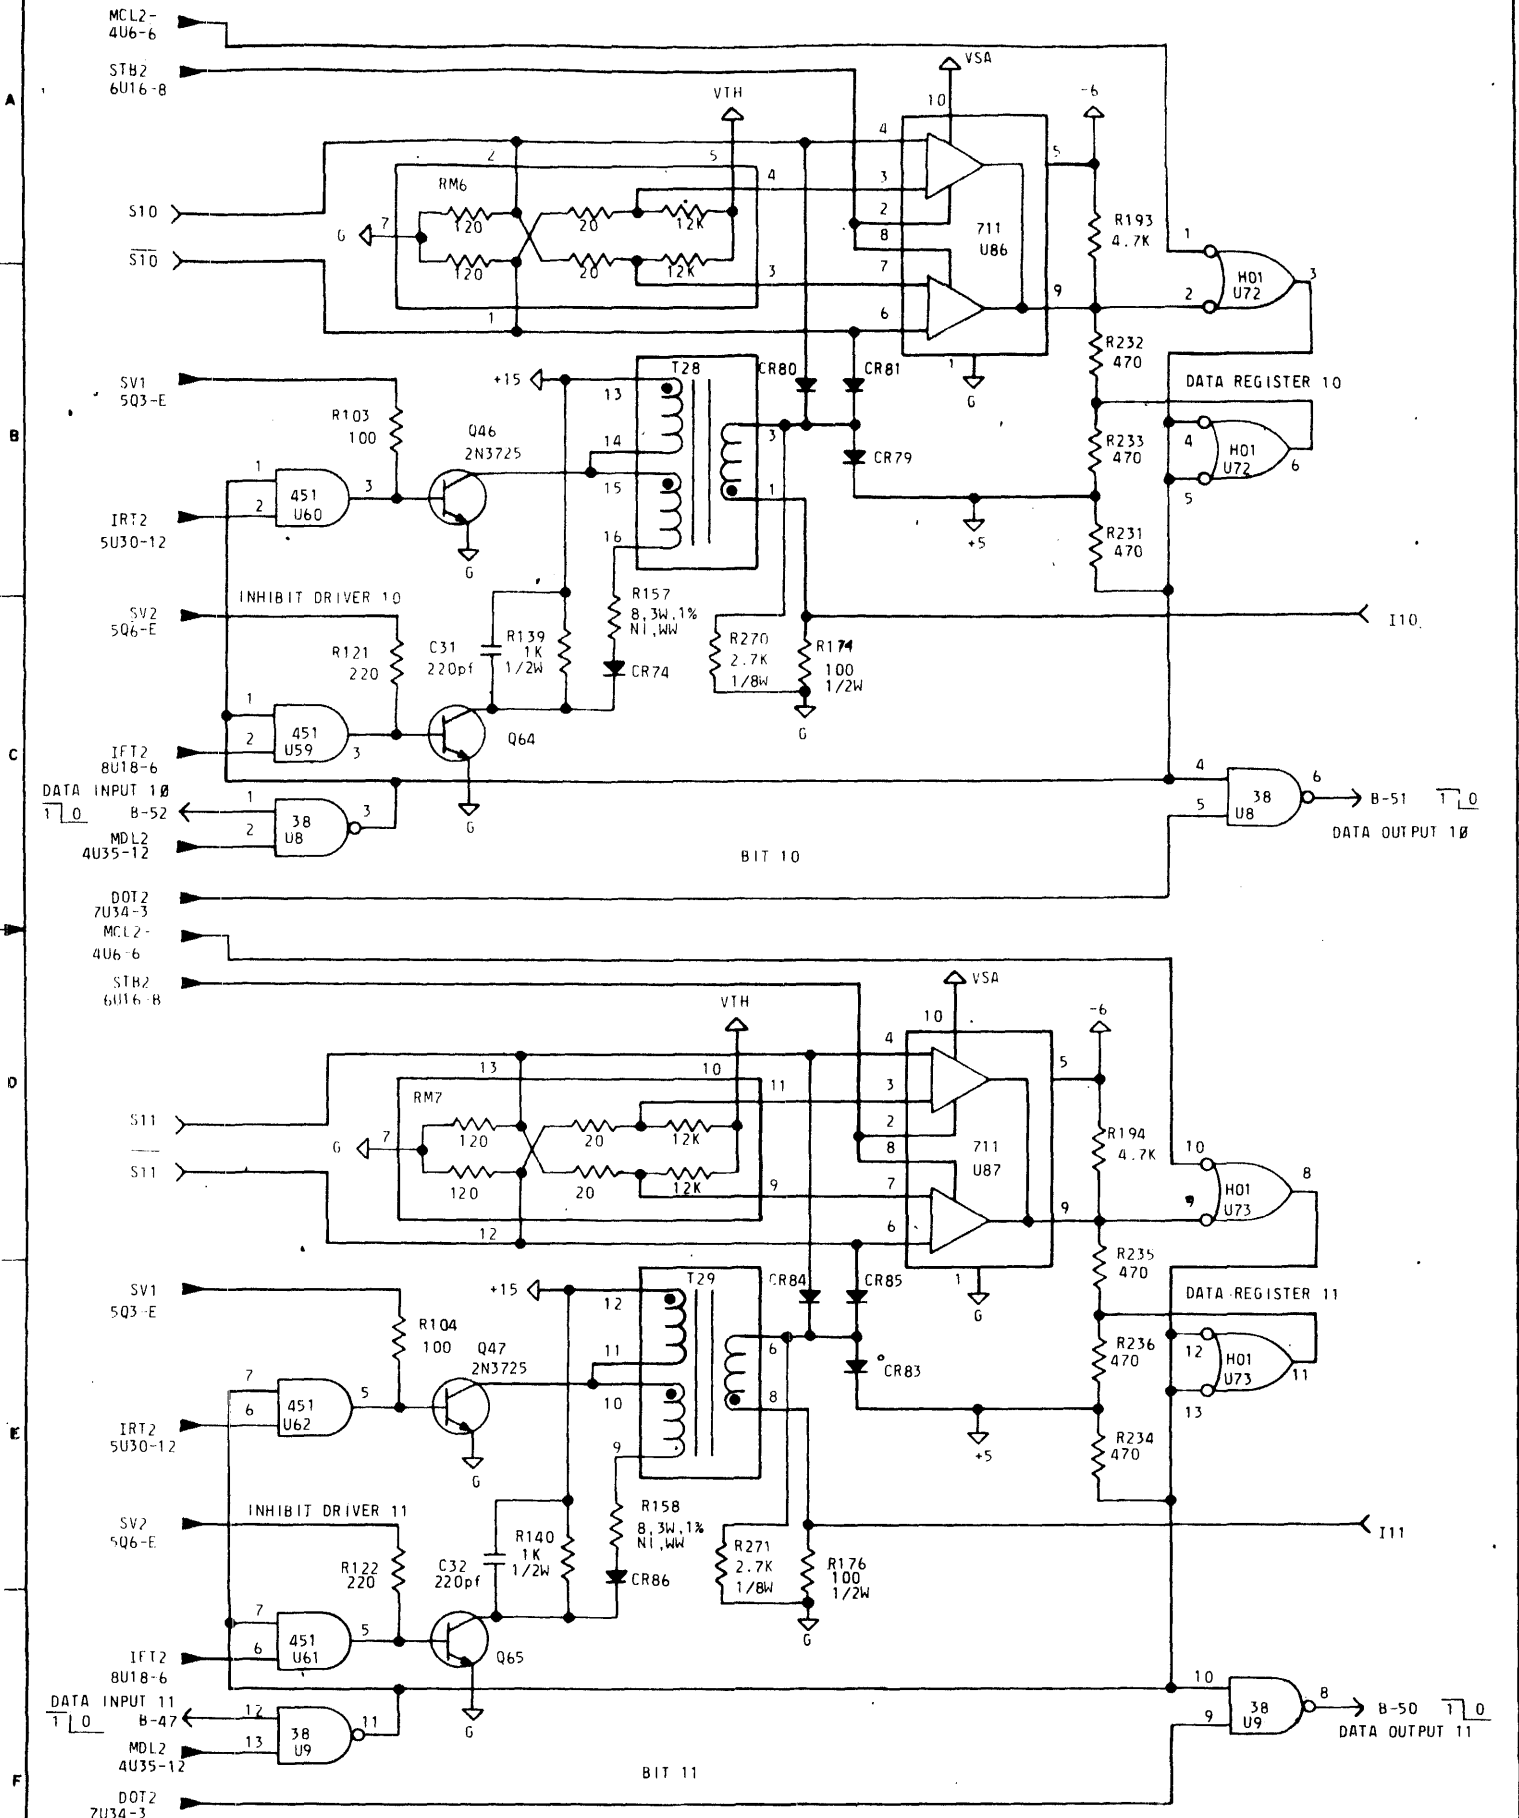 MCL2-
4U6-6
STB2
6U16-8
VSA
-6
A
VTH
10
4
5
2
5
RM6
4
3
S10
7
G
120
20
12K
2
8
711
U86
R193
4.7K
1
H01
U72
3
S10
120
20
12K
3
7
9
2
1
6
R232
470
SV1
5Q3-E
+15
13
T28
CR80
CR81
1
G
DATA REGISTER 10
R103
100
Q46
2N3725
14
3
B
CR79
R233
470
4
H01
U72
6
1
451
U60
3
15
1
5
2
IRT2
5U30-12
16
+5
R231
470
G
INHIBIT DRIVER 10
SV2
5Q6-E
R157
8,3W,1%
NI,WW
I10
R121
220
C31
220pf
R139
1K
1/2W
CR74
R270
2.7K
1/8W
R174
100
1/2W
1
451
U59
G
C
2
3
Q64
IFT2
8U18-6
4
6
DATA INPUT 10
1 0
B-52
1
38
U8
3
G
5
38
U8
B-51
1 0
2
MDL2
4U35-12
DATA OUTPUT 10
BIT 10
DOT2
7U34-3
MCL2-
4U6-6
STB2
6U16-8
VSA
-6
VTH
10
4
5
13
10
D
RM7
11
3
S11
120
20
12K
2
R194
4.7K
G
7
8
711
U87
10
S11
120
20
12K
9
7
9
9
H01
U73
8
12
6
R235
470
SV1
5Q3-E
+15
12
T29
CR84
CR85
1
G
DATA REGISTER 11
R104
100
Q47
2N3725
11
6
CR83
R236
470
12
H01
U73
11
7
451
U62
5
10
8
13
6
E
IRT2
5U30-12
9
+5
R234
470
G
INHIBIT DRIVER 11
SV2
5Q6-E
R158
8,3W,1%
NI,WW
I11
R122
220
C32
220pf
R140
1K
1/2W
CR86
R271
2.7K
1/8W
R176
100
1/2W
7
451
U61
5
G
6
Q65
IFT2
8U18-6
10
DATA INPUT 11
1 0
B-47
12
38
U9
11
G
9
38
U9
8
B-50
1 0
13
MDL2
4U35-12
DATA OUTPUT 11
BIT 11
F
DOT2
7U34-3